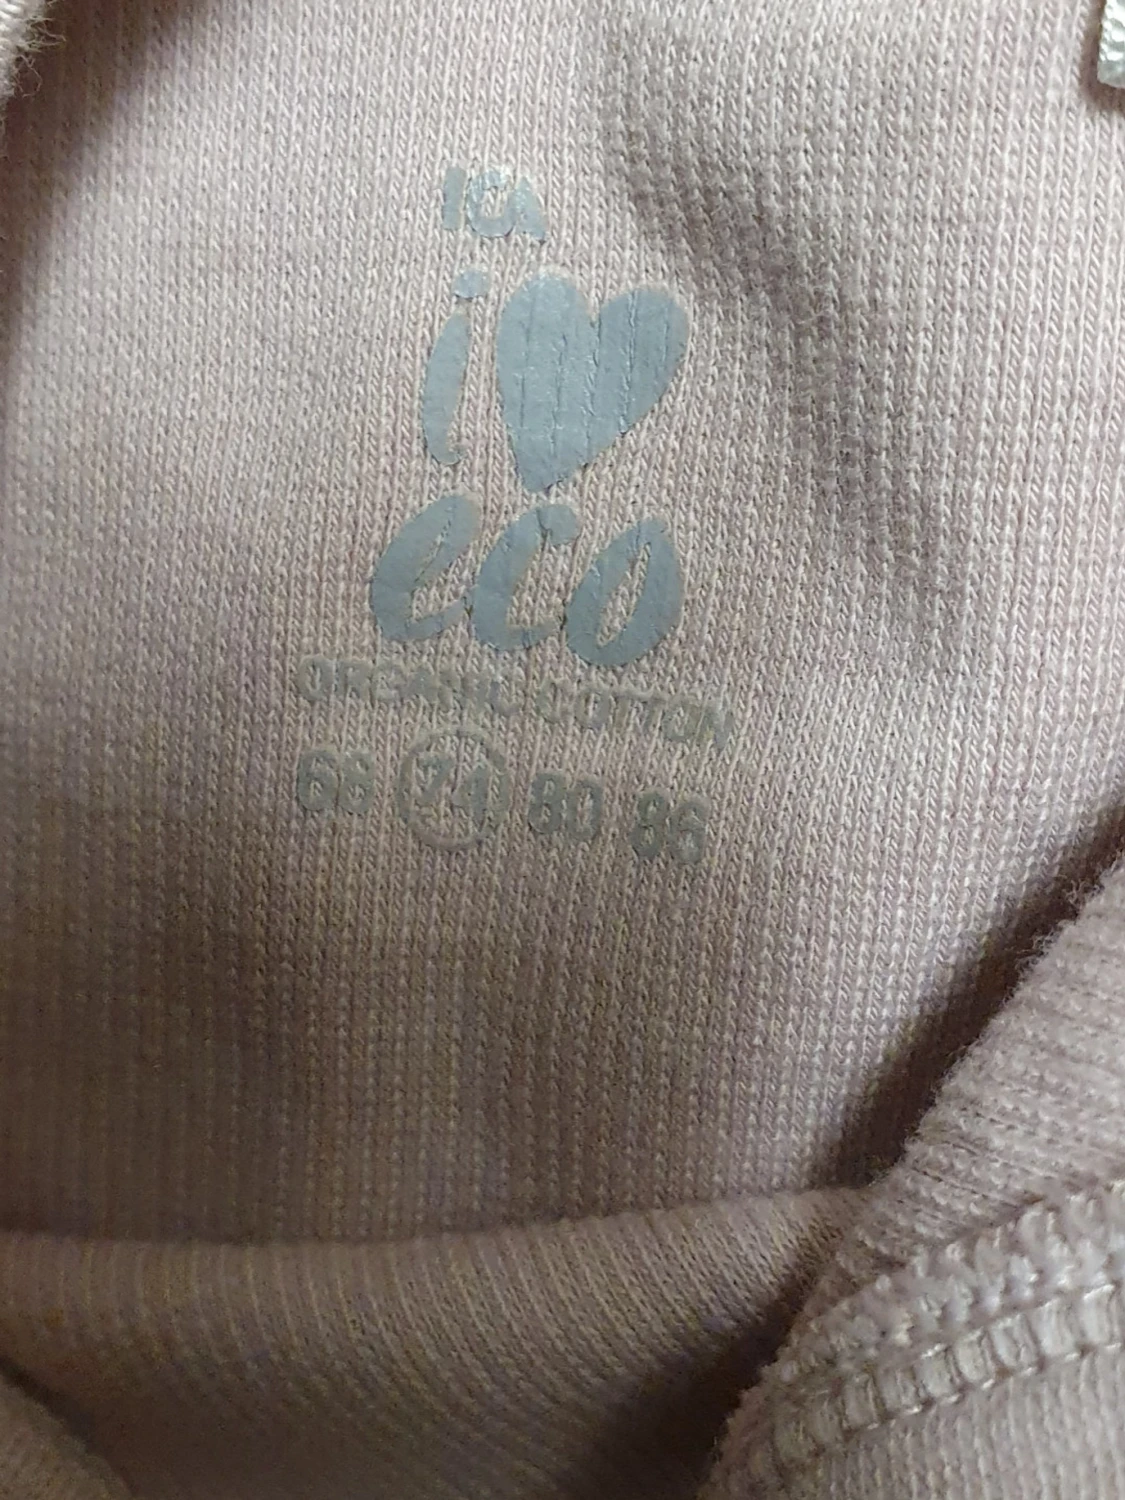 ICA
i ♥
eco
ORGANIC COTTON
68 74 80 86